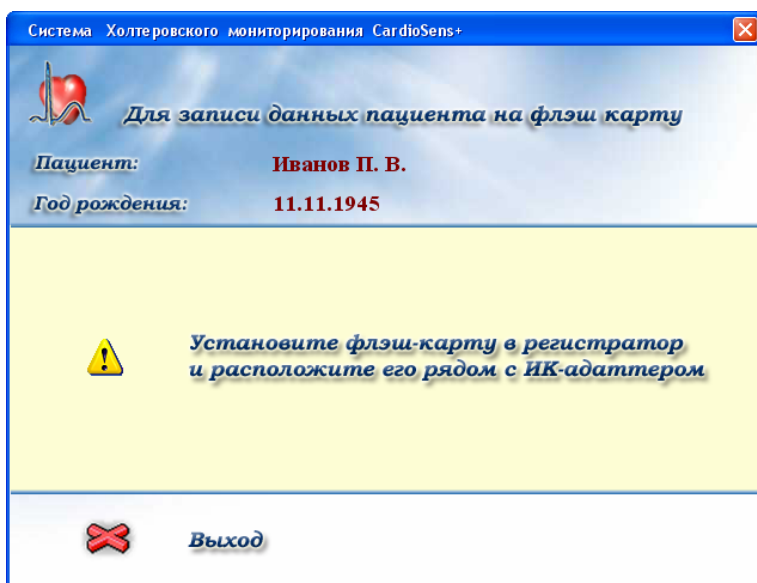 Система Холтеровского мониторирования CardioSens+
Для записи данных пациента на флэш карту
Пациент: Иванов П. В.
Год рождения: 11.11.1945
Установите флэш-карту в регистратор
и расположите его рядом с ИК-адаптером
Выход